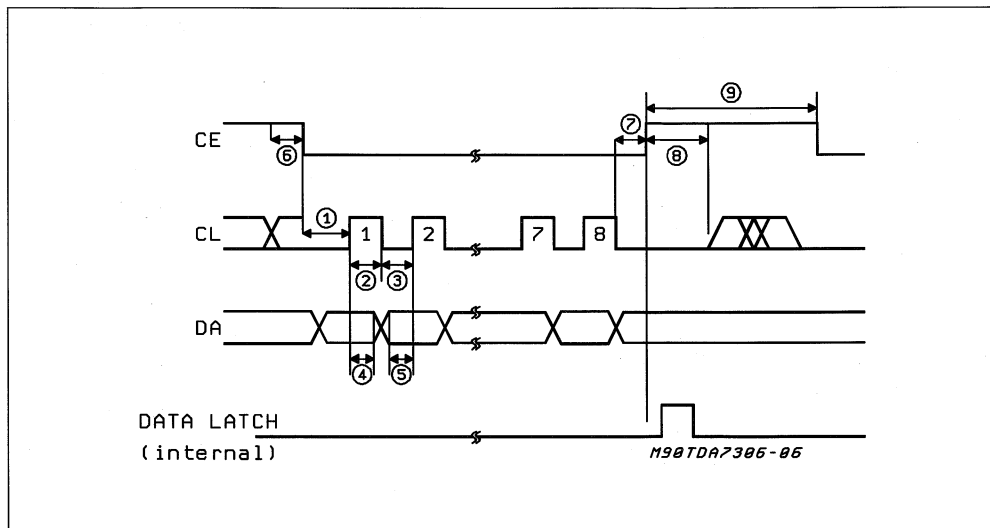 ⑨
⑦
CE
⑥ ⑧
①
CL 1 2 7 8
② ③
DA
④ ⑤
DATA LATCH
(internal) M90TDA7306-06